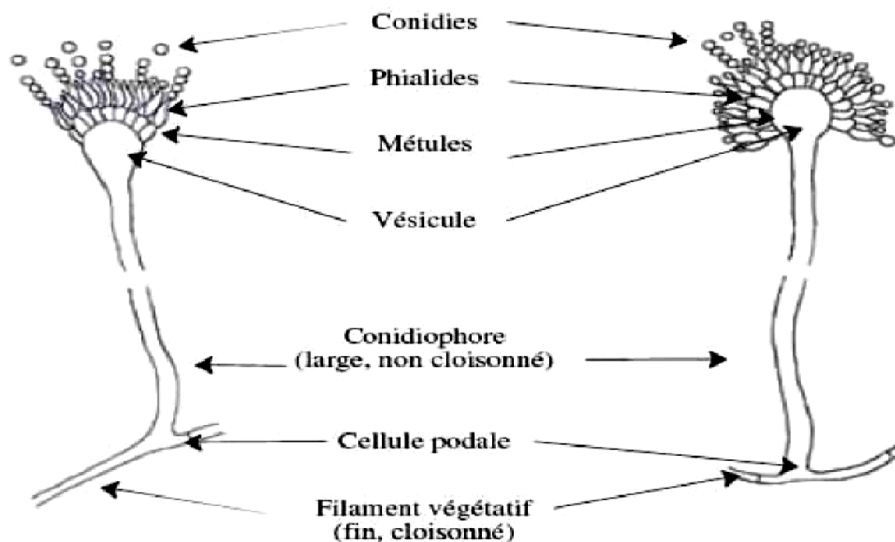 Conidies
Phialides
Métules
Vésicule
Conidiophore
(large, non cloisonné)
Cellule podale
Filament végétatif
(fin, cloisonné)